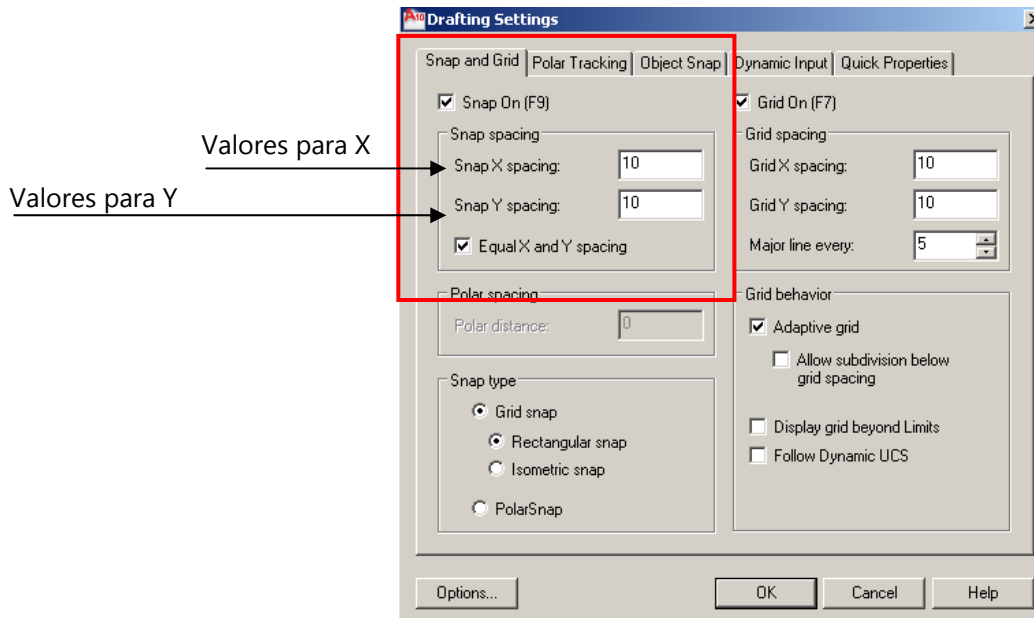 A10 Drafting Settings
Snap and Grid Polar Tracking Object Snap Dynamic Input Quick Properties
Snap On (F9)
Snap spacing
Snap X spacing: 10
Snap Y spacing: 10
Equal X and Y spacing
Valores para X
Valores para Y
Polar spacing
Polar distance: 0
Snap type
Grid snap
Rectangular snap
Isometric snap
PolarSnap
Grid On (F7)
Grid spacing
Grid X spacing: 10
Grid Y spacing: 10
Major line every: 5
Grid behavior
Adaptive grid
Allow subdivision below
grid spacing
Display grid beyond Limits
Follow Dynamic UCS
Options... OK Cancel Help